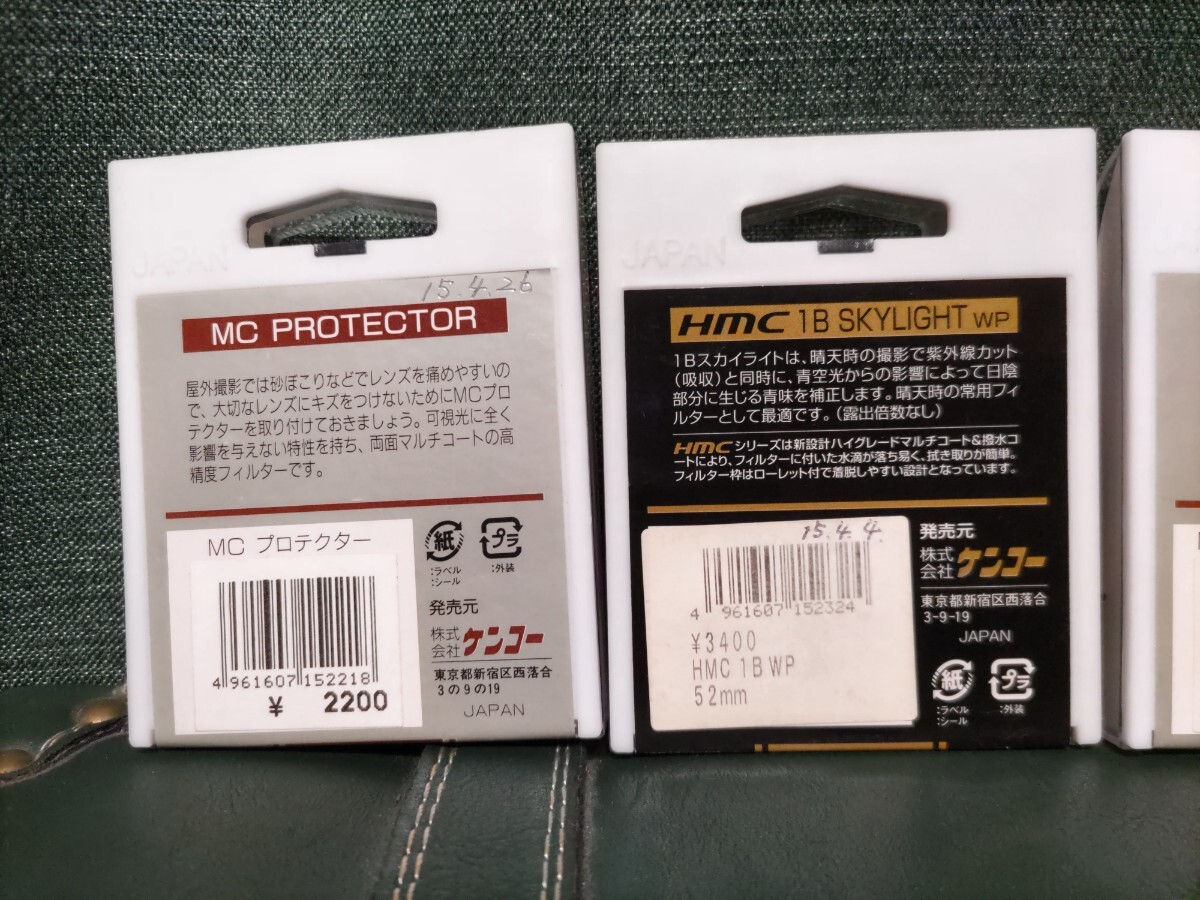 JAPAN
15.4.26
MC PROTECTOR
屋外撮影では砂ぼこりなどでレンズを痛めやすいの
で、大切なレンズにキズをつけないためにMCプロ
テクターを取り付けておきましょう。可視光に全く
影響を与えない特性を持ち、両面マルチコートの高
精度フィルターです。
MC プロテクター
4 961607 152218
¥ 2200
紙
:ラベル
:シール
プラ
:外装
発売元
株式
会社 ケンコー
東京都新宿区西落合
3の9の19
JAPAN
JAPAN
HMC 1B SKYLIGHT WP
1Bスカイライトは、晴天時の撮影で紫外線カット
(吸収)と同時に、青空光からの影響によって日陰
部分に生じる青味を補正します。晴天時の常用フィ
ルターとして最適です。(露出倍数なし)
HMCシリーズは新設計ハイグレードマルチコート&撥水コ
ートにより、フィルターに付いた水滴が落ち易く、拭き取りが簡単。
フィルター枠はローレット付で着脱しやすい設計となっています。
15.4.4.
4 961607 152324
¥3400
HMC 1B WP
52mm
発売元
株式
会社 ケンコー
東京都新宿区西落合
3-9-19
JAPAN
紙
:ラベル
:シール
プラ
:外装